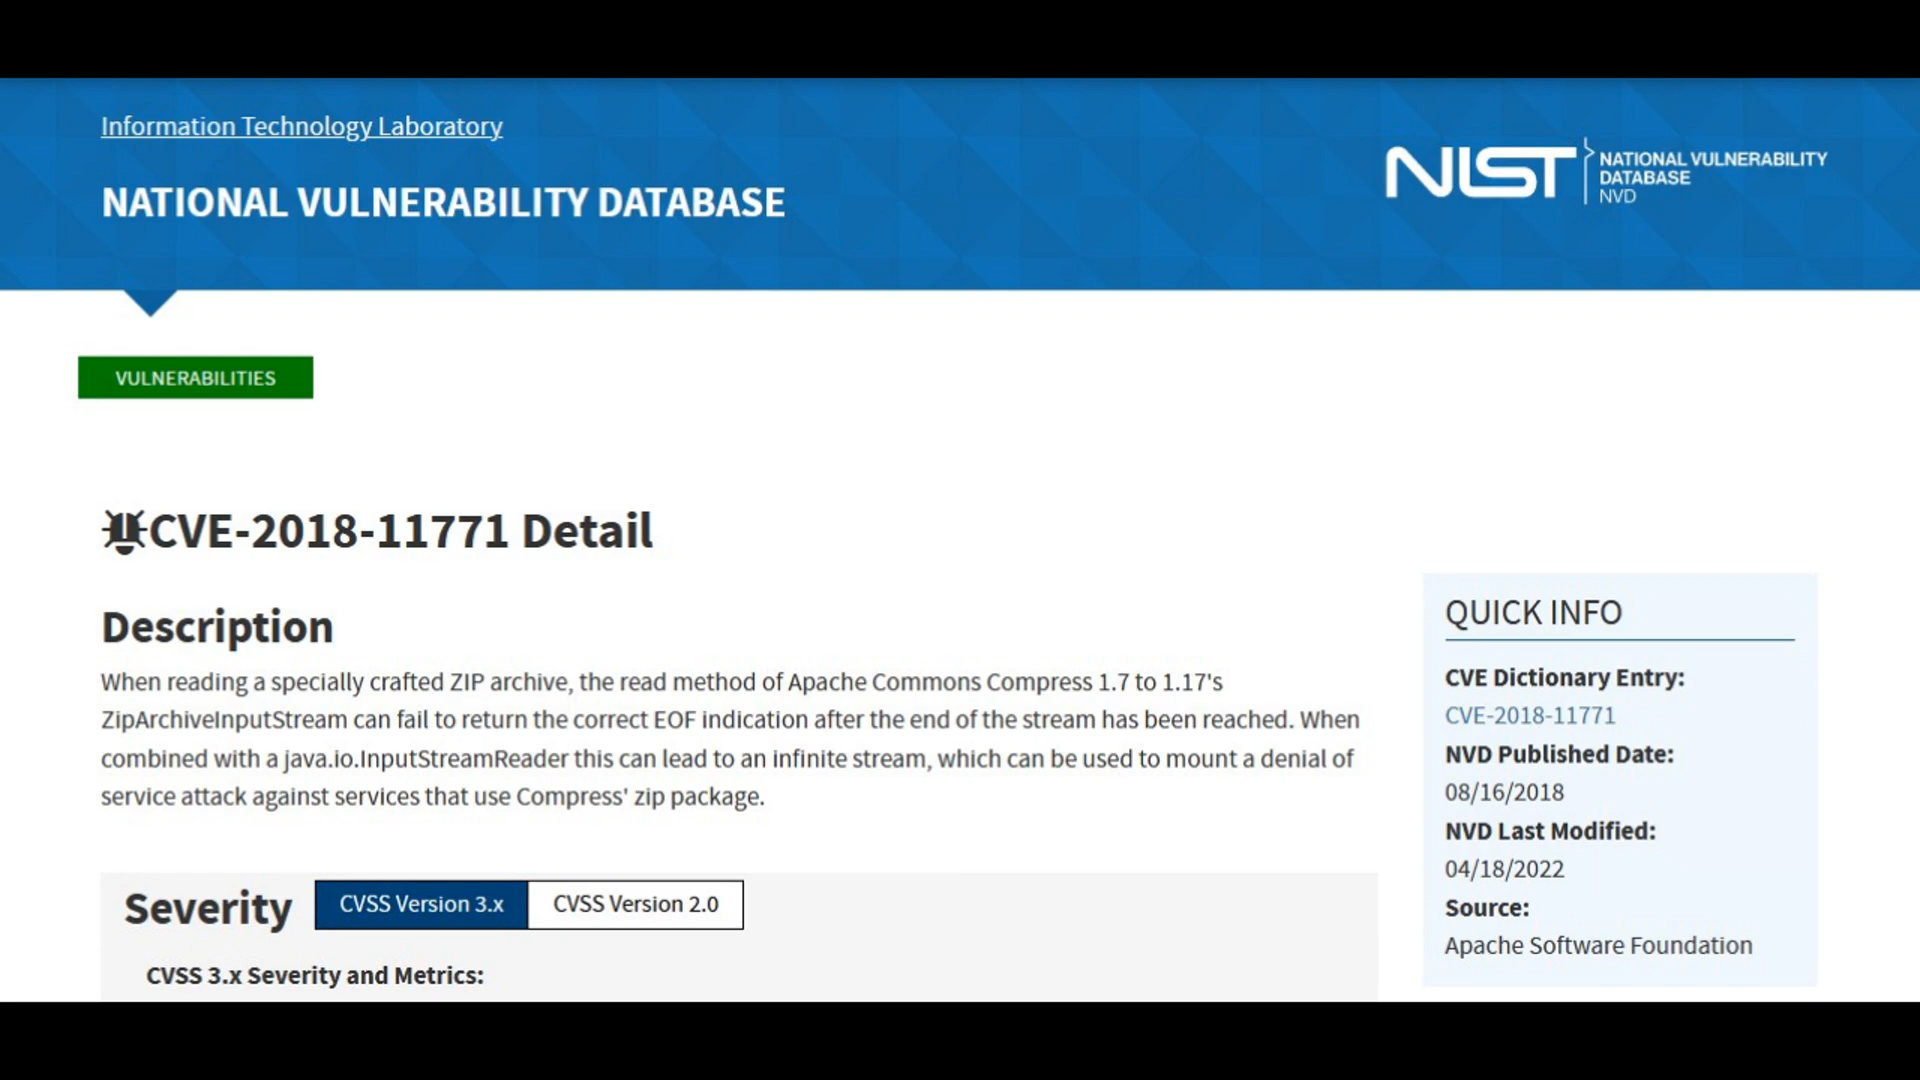 Information Technology Laboratory
NATIONAL VULNERABILITY DATABASE
NIST
NATIONAL VULNERABILITY
DATABASE
NVD
VULNERABILITIES
CVE-2018-11771 Detail
Description
When reading a specially crafted ZIP archive, the read method of Apache Commons Compress 1.7 to 1.17's
ZipArchiveInputStream can fail to return the correct EOF indication after the end of the stream has been reached. When
combined with a java.io.InputStreamReader this can lead to an infinite stream, which can be used to mount a denial of
service attack against services that use Compress' zip package.
Severity
CVSS Version 3.x
CVSS Version 2.0
CVSS 3.x Severity and Metrics:
QUICK INFO
CVE Dictionary Entry:
CVE-2018-11771
NVD Published Date:
08/16/2018
NVD Last Modified:
04/18/2022
Source:
Apache Software Foundation